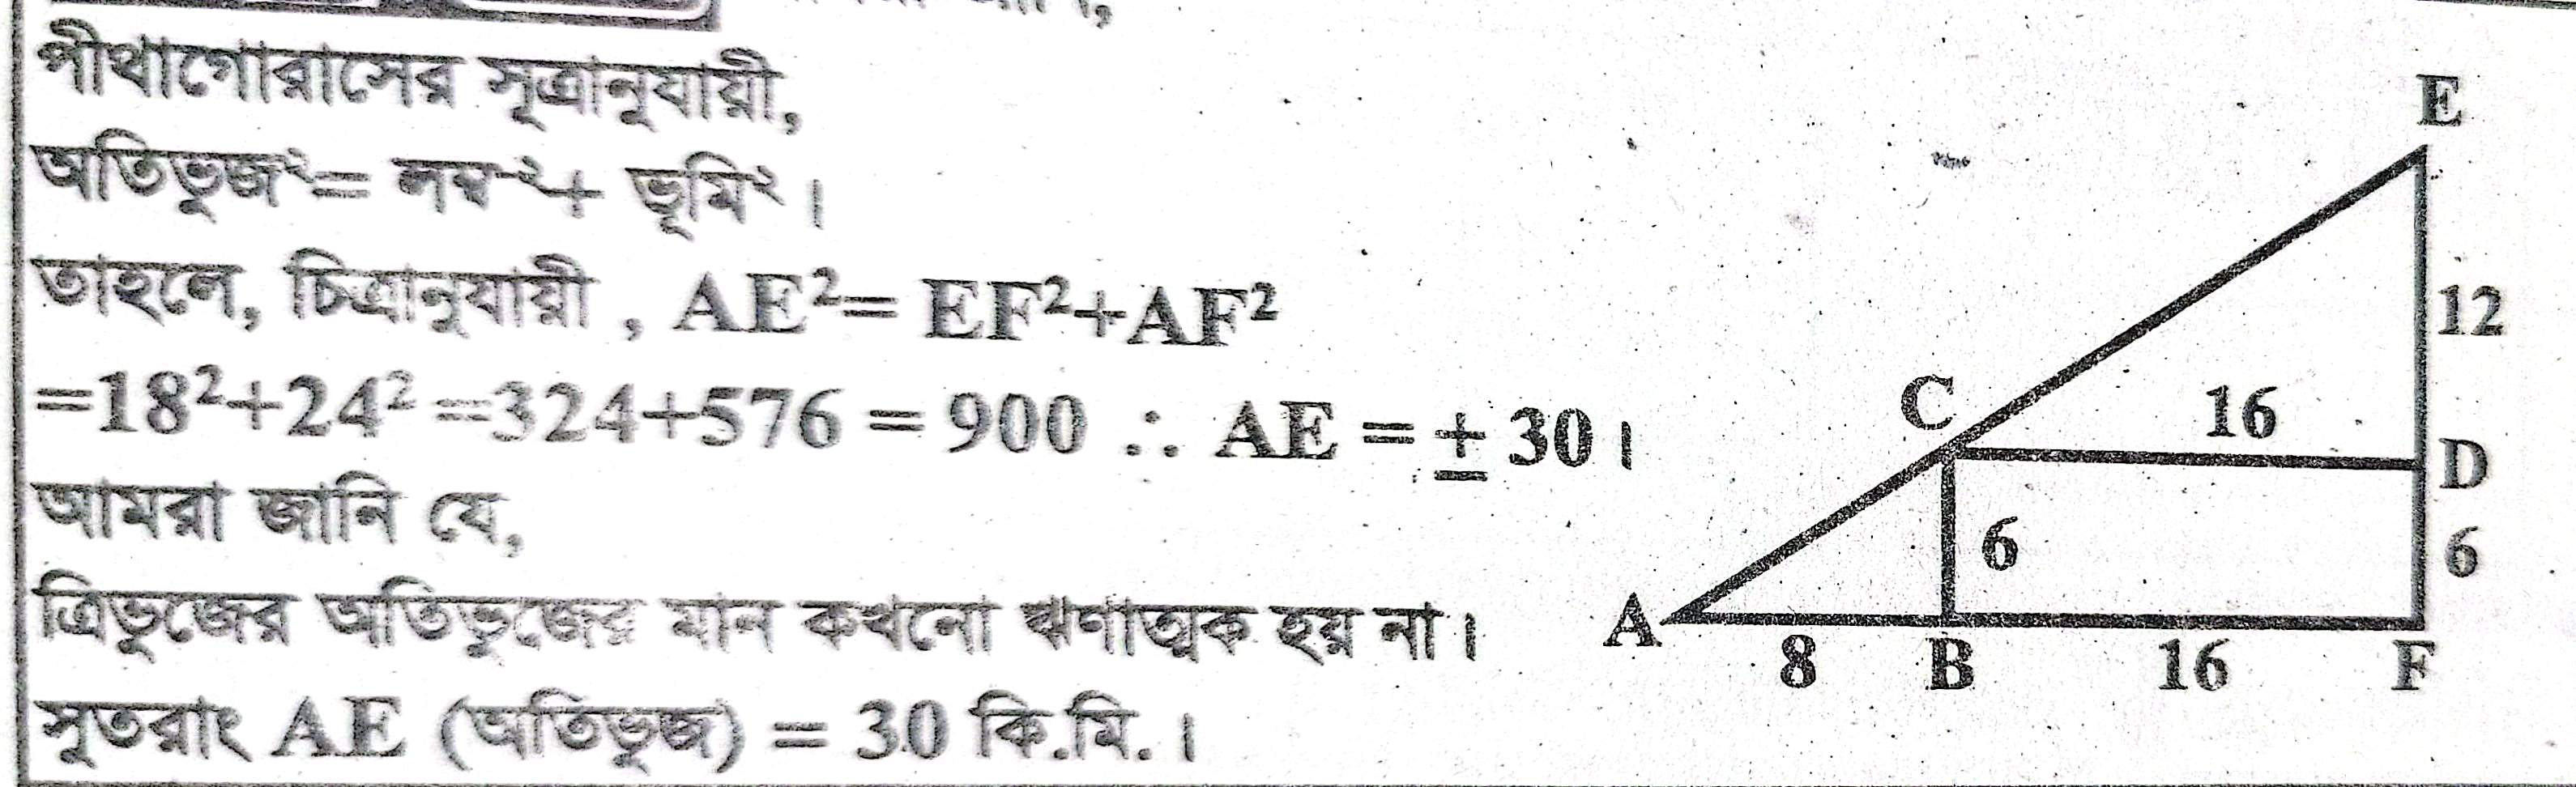 পীথাগোরাসের সূত্রানুযায়ী,
অতিভুজ²= লম্ব²+ ভূমি² ।
তাহলে, চিত্রানুযায়ী , AE²= EF²+AF²
=18²+24² =324+576 = 900 ∴ AE = ± 30 ।
আমরা জানি যে,
ত্রিভুজের অতিভুজের মান কখনো ঋণাত্মক হয় না ।
সুতরাং AE (অতিভুজ) = 30 কি.মি. ।
E
12
C
16
D
6
6
A
8
B
16
F